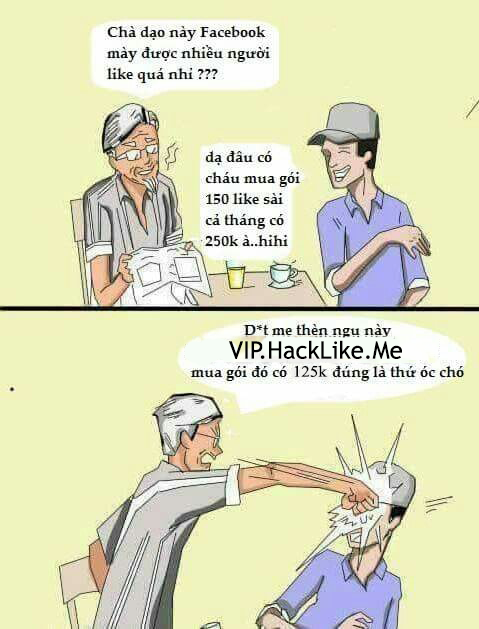 Chà dạo này Facebook
mày được nhiều người
like quá nhỉ ???
dạ đâu có
cháu mua gói
150 like sài
cả tháng có
250k à..hihi
D*t mẹ thèn ngu này
VIP.HackLike.Me
mua gói đó có 125k đúng là thứ óc chó